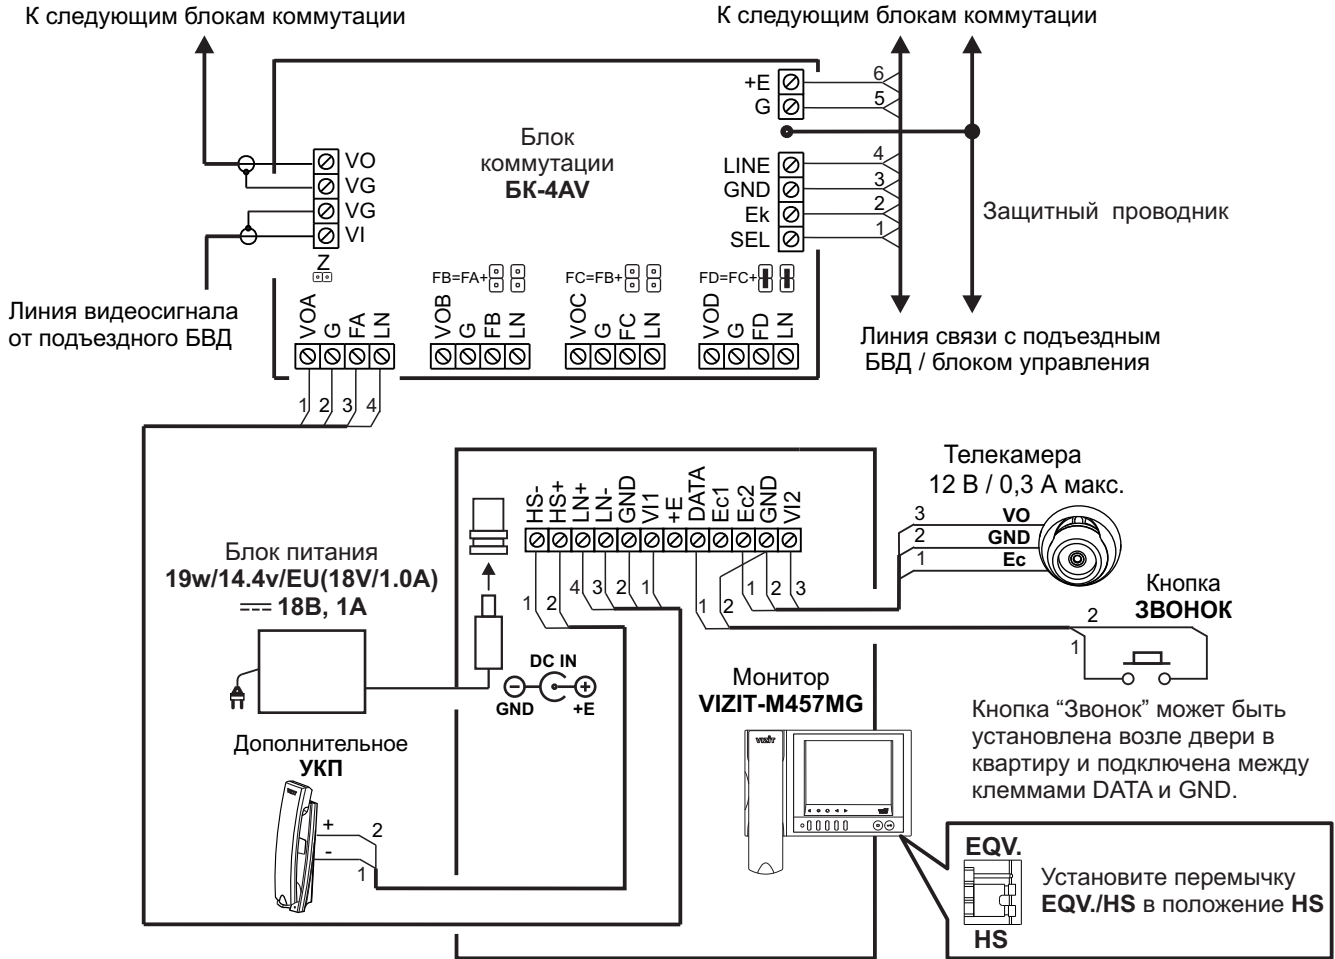 К следующим блокам коммутации
К следующим блокам коммутации
+E
G
6
5
Блок
коммутации
БК-4AV
VO
VG
VG
VI
Z
LINE
GND
Ek
SEL
4
3
2
1
Защитный проводник
FB=FA+
FC=FB+
FD=FC+
VOA
G
FA
LN
VOB
G
FB
LN
VOC
G
FC
LN
VOD
G
FD
LN
Линия видеосигнала
от подъездного БВД
Линия связи с подъездным
БВД / блоком управления
1
2
3
4
HS-
HS+
LN+
LN-
GND
VI1
+E
DATA
Ec1
Ec2
GND
VI2
1
2
4
3
2
1
1
2
1
2
3
Телекамера
12 В / 0,3 А макс.
3
VO
2
GND
1
Ec
Блок питания
19w/14.4v/EU(18V/1.0A)
18В, 1А
DC IN
GND
+E
Кнопка
ЗВОНОК
2
1
Монитор
VIZIT-M457MG
VIZIT
Кнопка “Звонок” может быть
установлена возле двери в
квартиру и подключена между
клеммами DATA и GND.
Дополнительное
УКП
+
2
-
1
EQV.
HS
Установите перемычку
EQV./HS в положение HS